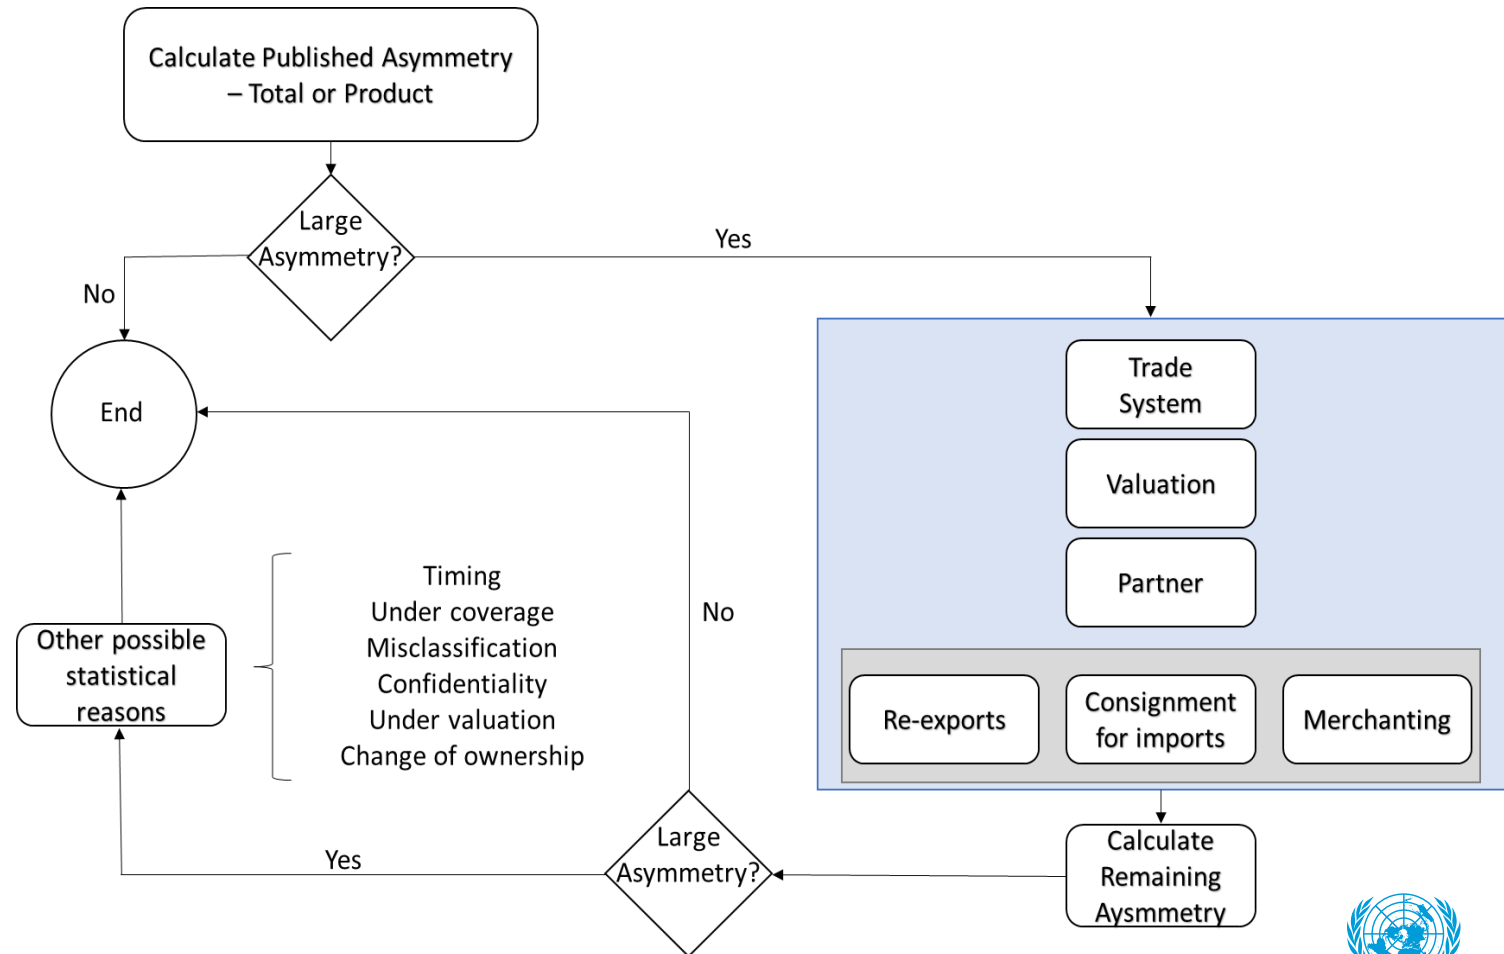 Calculate Published Asymmetry
– Total or Product
Large
Asymmetry?
Yes
No
End
Trade
System
Valuation
Partner
Re-exports
Consignment
for imports
Merchanting
Calculate
Remaining
Aysmmetry
Large
Asymmetry?
No
Yes
Other possible
statistical
reasons
Timing
Under coverage
Misclassification
Confidentiality
Under valuation
Change of ownership